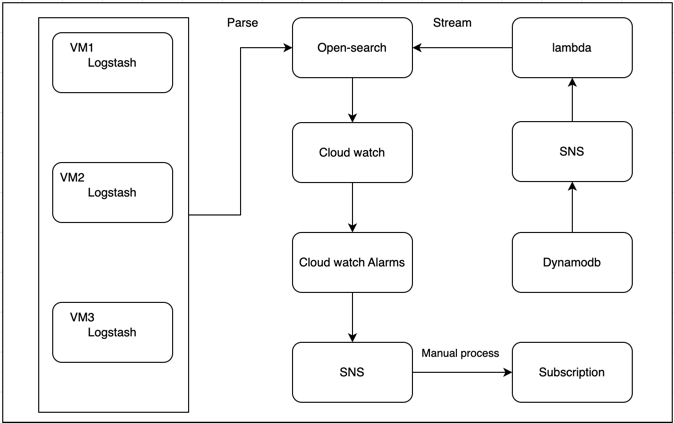 Parse
Stream
VM1
Logstash
Open-search
lambda
Cloud watch
SNS
VM2
Logstash
Cloud watch Alarms
Dynamodb
VM3
Logstash
Manual process
SNS
Subscription